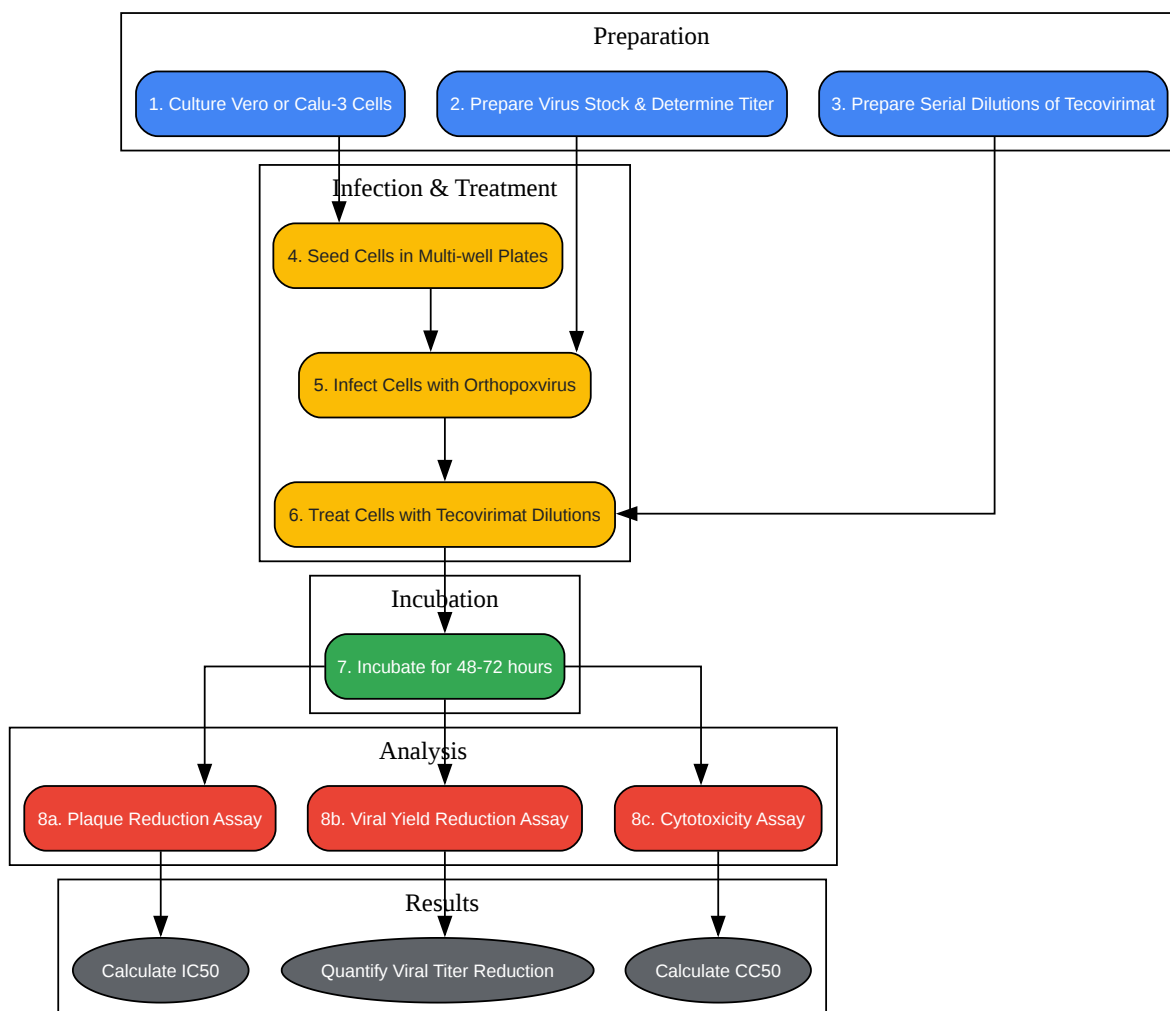 Preparation
1. Culture Vero or Calu-3 Cells
2. Prepare Virus Stock & Determine Titer
3. Prepare Serial Dilutions of Tecovirimat
Infection & Treatment
4. Seed Cells in Multi-well Plates
5. Infect Cells with Orthopoxvirus
6. Treat Cells with Tecovirimat Dilutions
Incubation
7. Incubate for 48-72 hours
Analysis
8a. Plaque Reduction Assay
8b. Viral Yield Reduction Assay
8c. Cytotoxicity Assay
Results
Calculate IC50
Quantify Viral Titer Reduction
Calculate CC50